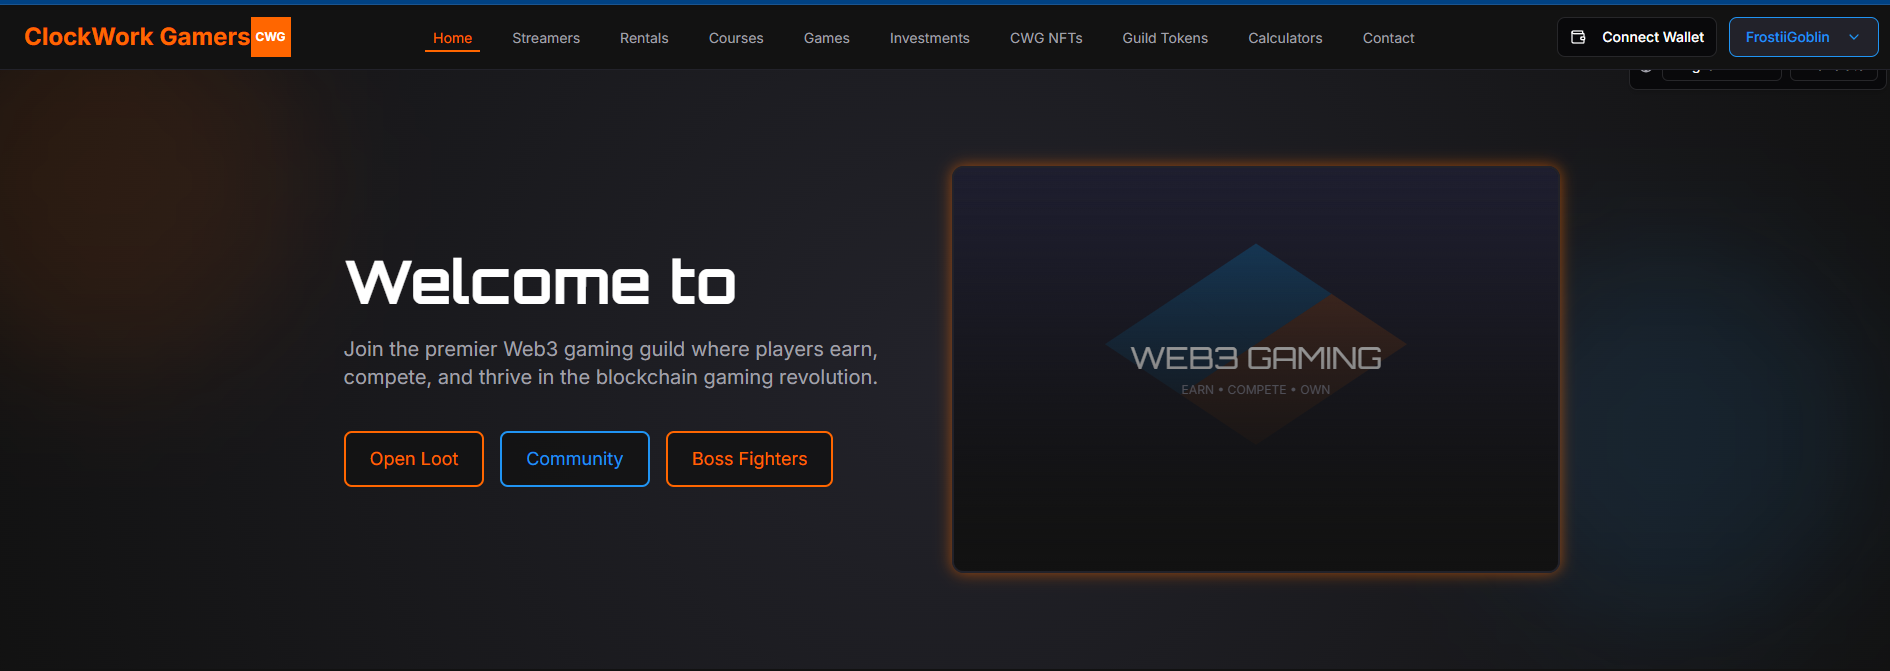 ClockWork Gamers CWG Home Streamers Rentals Courses Games Investments CWG NFTs Guild Tokens Calculators Contact Connect Wallet FrostiiGoblin
Welcome to
Join the premier Web3 gaming guild where players earn,
compete, and thrive in the blockchain gaming revolution.
Open Loot Community Boss Fighters
WEB3 GAMING
EARN • COMPETE • OWN